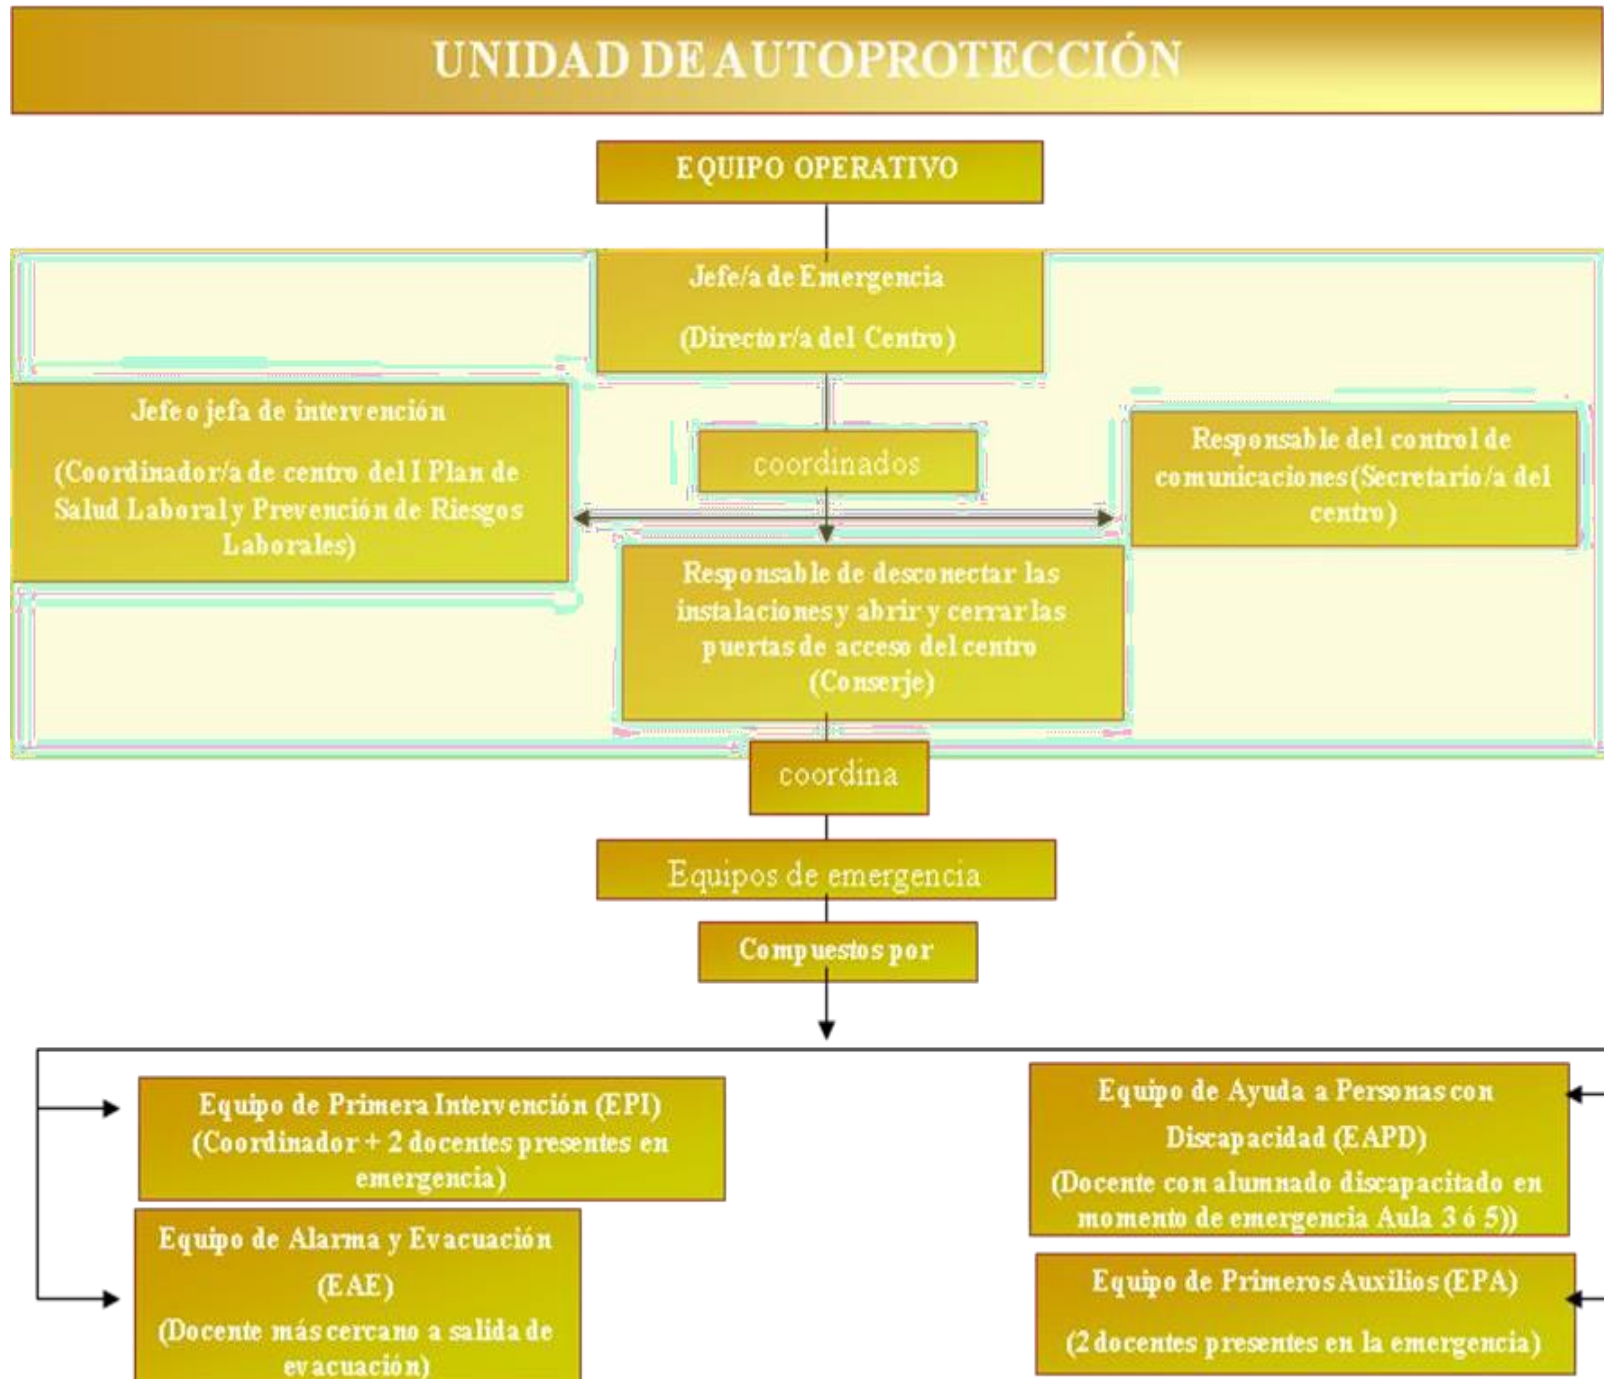 UNIDAD DE AUTOPROTECCIÓN
EQUIPO OPERATIVO
Jefe/a de Emergencia
(Director/a del Centro)
Jefe o jefa de intervención
(Coordinador/a de centro del I Plan de
Salud Laboral y Prevención de Riesgos
Laborales)
coordinados
Responsable del control de
comunicaciones (Secretario/a del
centro)
Responsable de desconectar las
instalaciones y abrir y cerrar las
puertas de acceso del centro
(Conserje)
coordina
Equipos de emergencia
Compuestos por
Equipo de Primera Intervención (EPI)
(Coordinador + 2 docentes presentes en
emergencia)
Equipo de Alarma y Evacuación
(EAE)
(Docente más cercano a salida de
evacuación)
Equipo de Ayuda a Personas con
Discapacidad (EAPD)
(Docente con alumnado discapacitado en
momento de emergencia Aula 3 ó 5))
Equipo de Primeros Auxilios (EPA)
(2 docentes presentes en la emergencia)